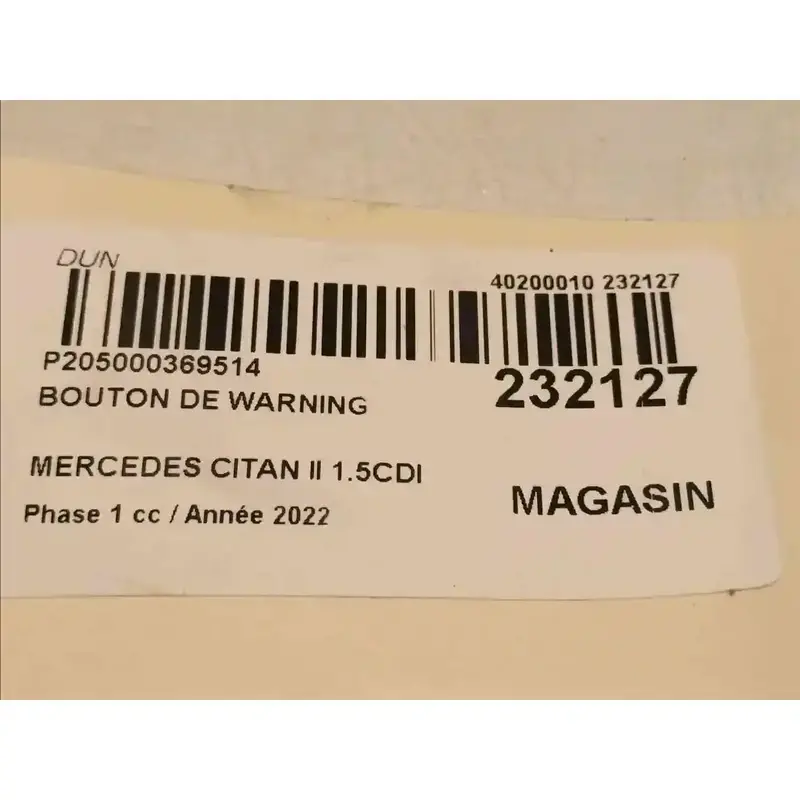 DUN
40200010 232127
P205000369514
232127
BOUTON DE WARNING
MERCEDES CITAN II 1.5CDI
MAGASIN
Phase 1 cc / Année 2022